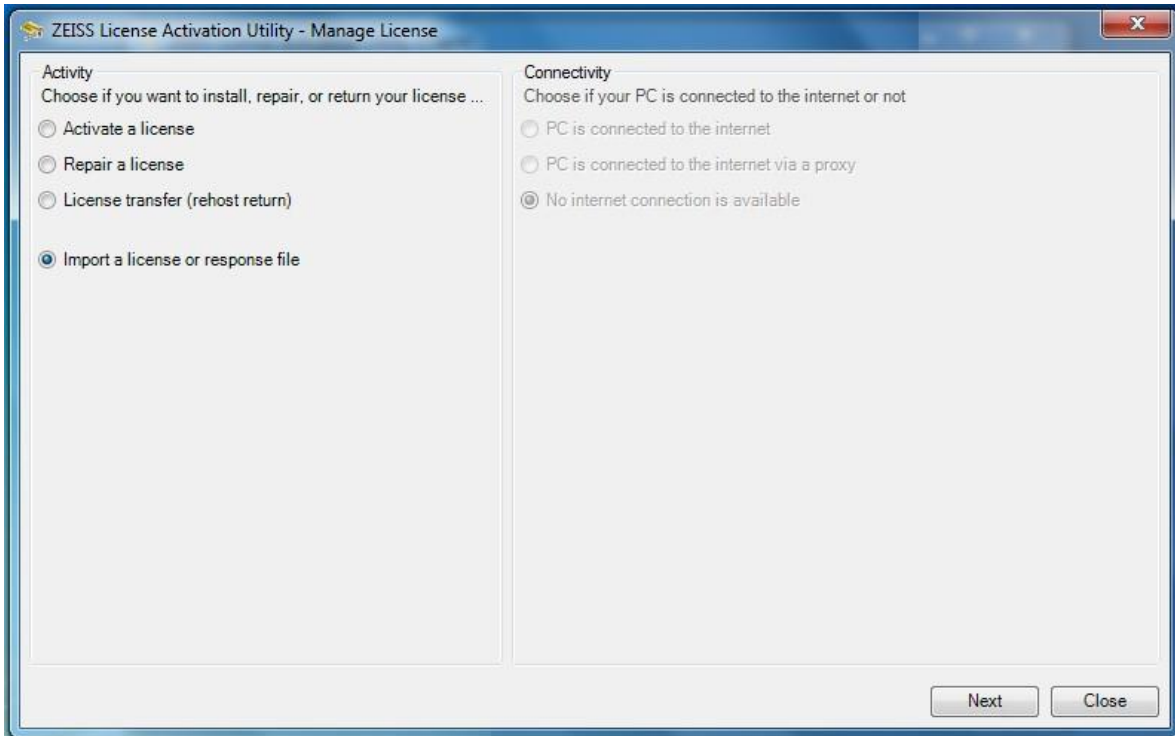 ZEISS License Activation Utility - Manage License
Activity
Choose if you want to install, repair, or return your license ...
Activate a license
Repair a license
License transfer (rehost return)
Import a license or response file
Connectivity
Choose if your PC is connected to the internet or not
PC is connected to the internet
PC is connected to the internet via a proxy
No internet connection is available
Next
Close